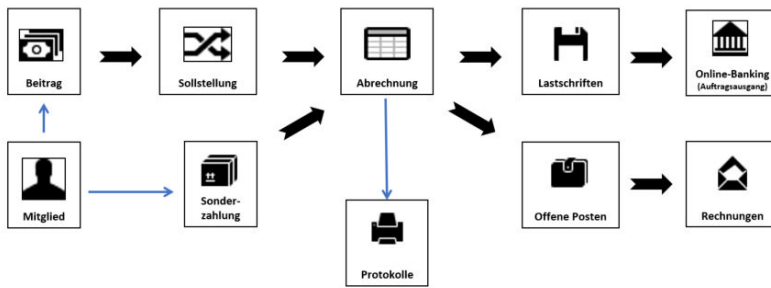 Beitrag
Sollstellung
Abrechnung
Lastschriften
Online-Banking
(Auftragsausgang)
Mitglied
Sonder-
zahlung
Offene Posten
Rechnungen
Protokolle